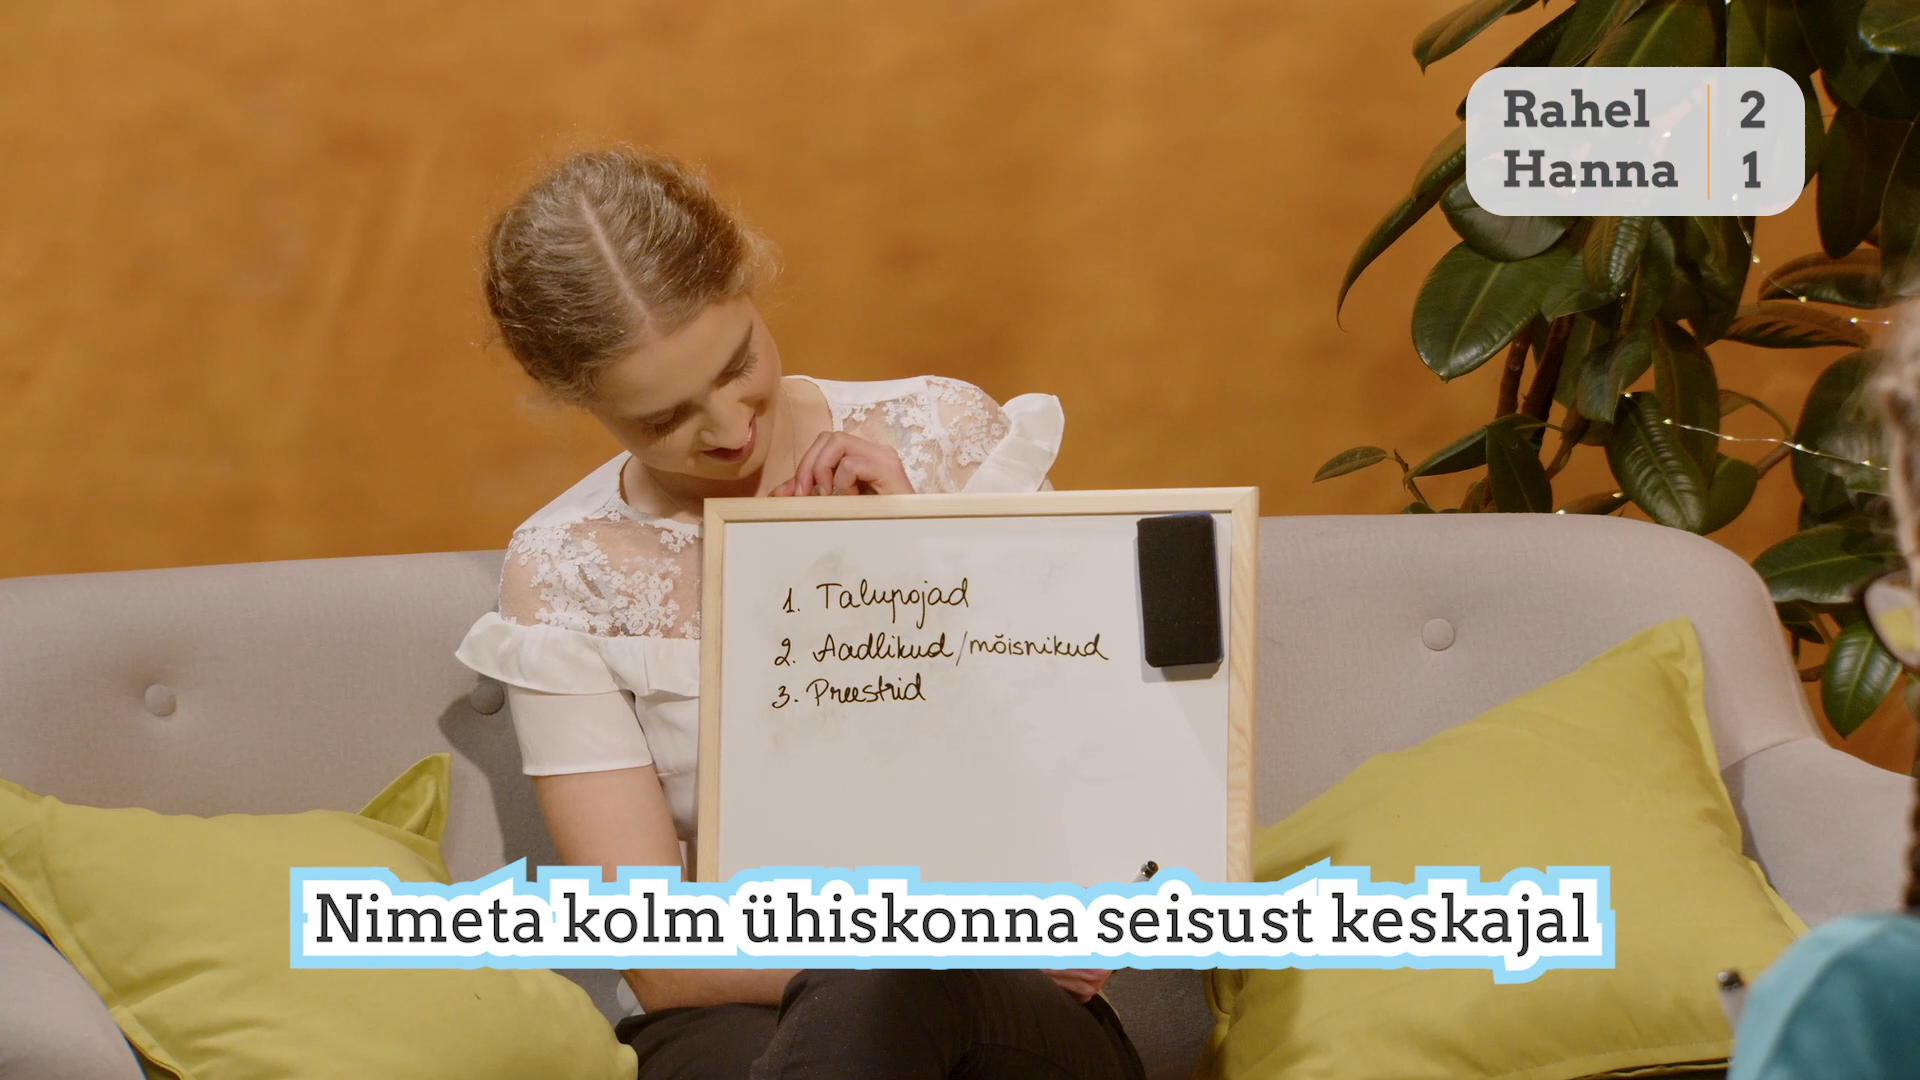 Rahel 2
Hanna 1
1. Talupojad
2. Aadlikud/mõisnikud
3. Preestrid
Nimeta kolm ühiskonna seisust keskajal